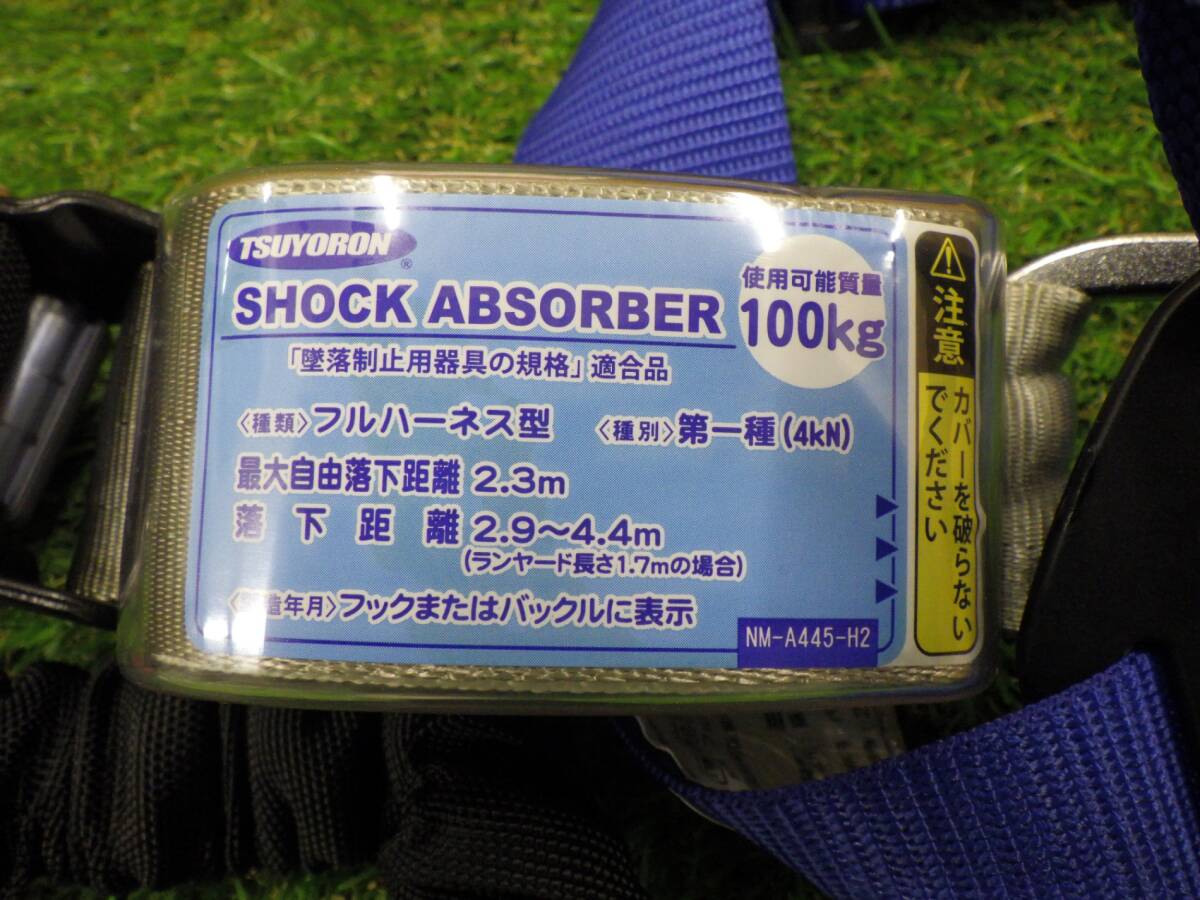 TSUYORON®
SHOCK ABSORBER
使用可能質量
100kg
「墜落制止用器具の規格」適合品
〈種類〉フルハーネス型 〈種別〉第一種(4kN)
最大自由落下距離 2.3m
落下距離 2.9～4.4m
(ランヤード長さ1.7mの場合)
造年月〉フックまたはバックルに表示
NM-A445-H2
注意
カバーを破らない
でください